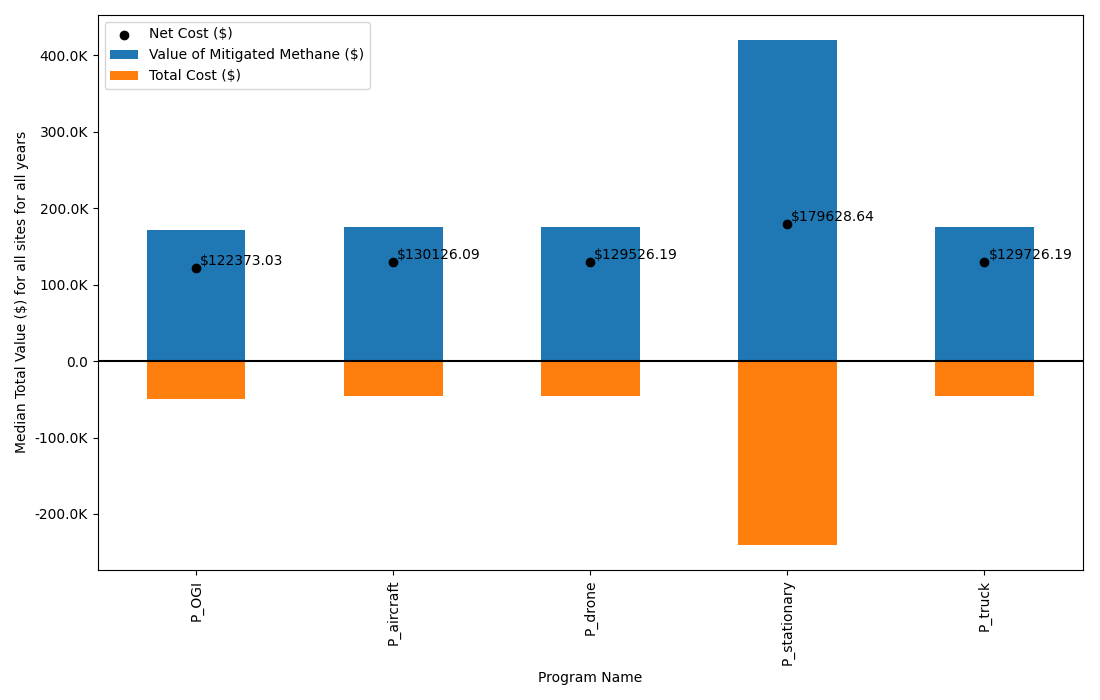 Net Cost ($)
Value of Mitigated Methane ($)
Total Cost ($)
Median Total Value ($) for all sites for all years
400.0K
300.0K
200.0K
100.0K
0.0
-100.0K
-200.0K
$122373.03
$130126.09
$129526.19
$179628.64
$129726.19
P_OGI
P_aircraft
P_drone
P_stationary
P_truck
Program Name